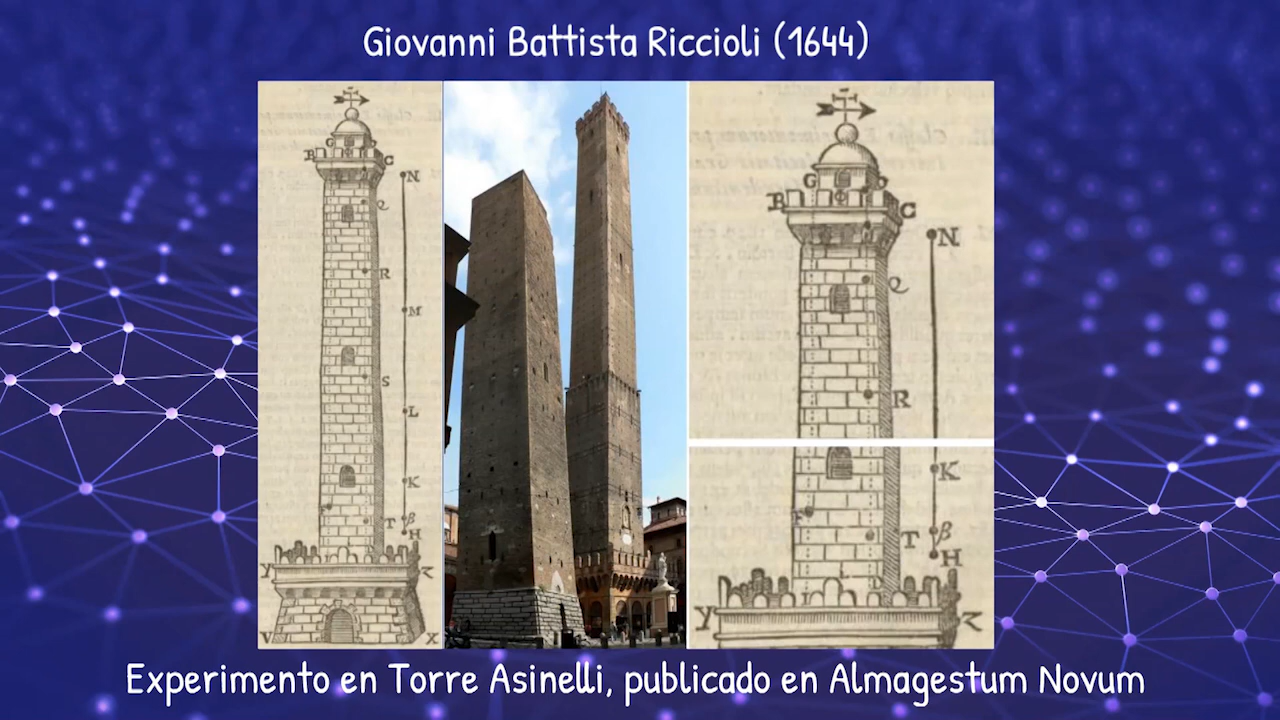 Giovanni Battista Riccioli (1644)
G
B C
N
Q
R
M
S
L
K
T β
H
Y Z
V X
G
B C
N
Q
R
K
F
T β
H
Y Z
Experimento en Torre Asinelli, publicado en Almagestum Novum